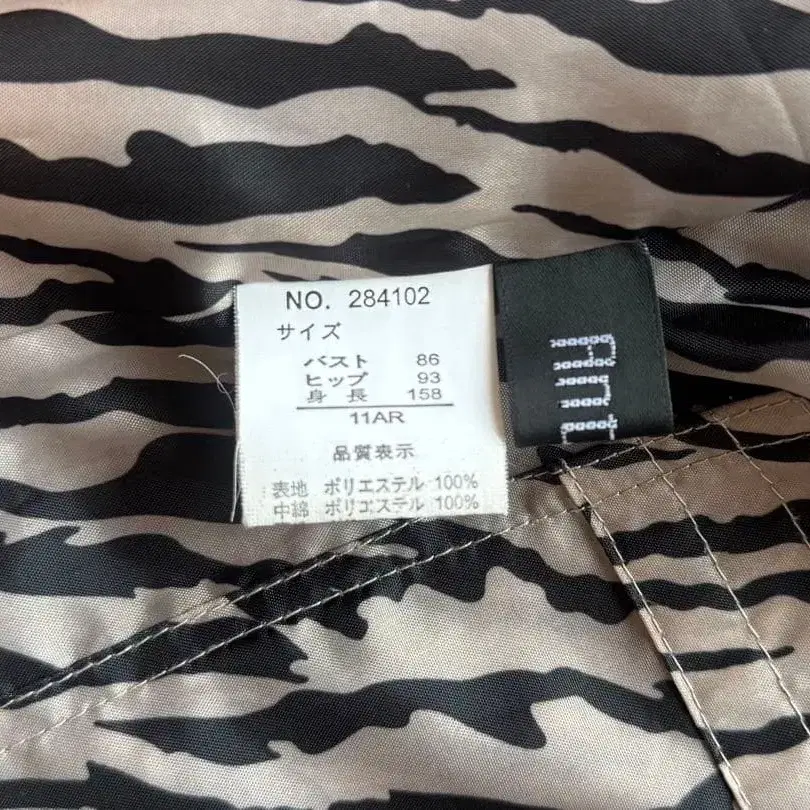 NO. 284102
サイズ
バスト 86
ヒップ 93
身長 158
11AR
品質表示
表地 ポリエステル 100%
中綿 ポリエステル 100%